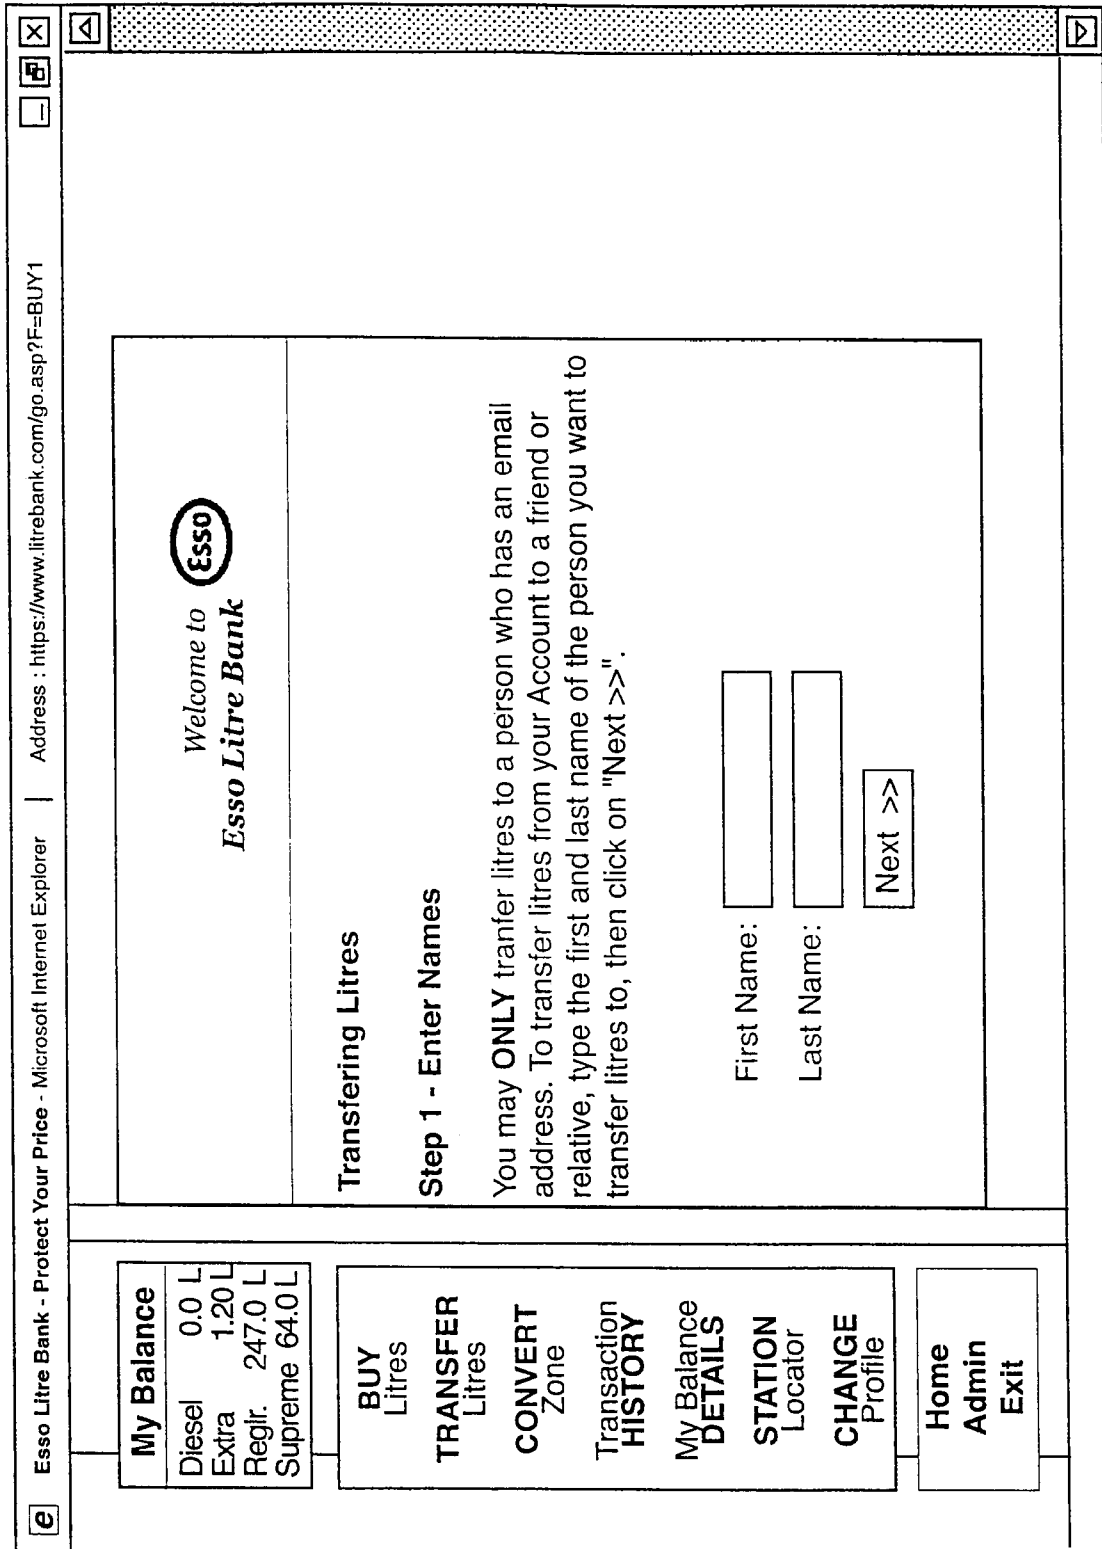 e Esso Litre Bank - Protect Your Price - Microsoft Internet Explorer | Address : https://www.litrebank.com/go.asp?F=BUY1
My Balance
Diesel 0.0 L
Extra 1.20 L
Reglr. 247.0 L
Supreme 64.0 L
BUY
Litres
TRANSFER
Litres
CONVERT
Zone
Transaction
HISTORY
My Balance
DETAILS
STATION
Locator
CHANGE
Profile
Home
Admin
Exit
Welcome to
Esso Litre Bank
Esso
Transfering Litres
Step 1 - Enter Names
You may ONLY tranfer litres to a person who has an email
address. To transfer litres from your Account to a friend or
relative, type the first and last name of the person you want to
transfer litres to, then click on "Next >>".
First Name:
Last Name:
Next >>